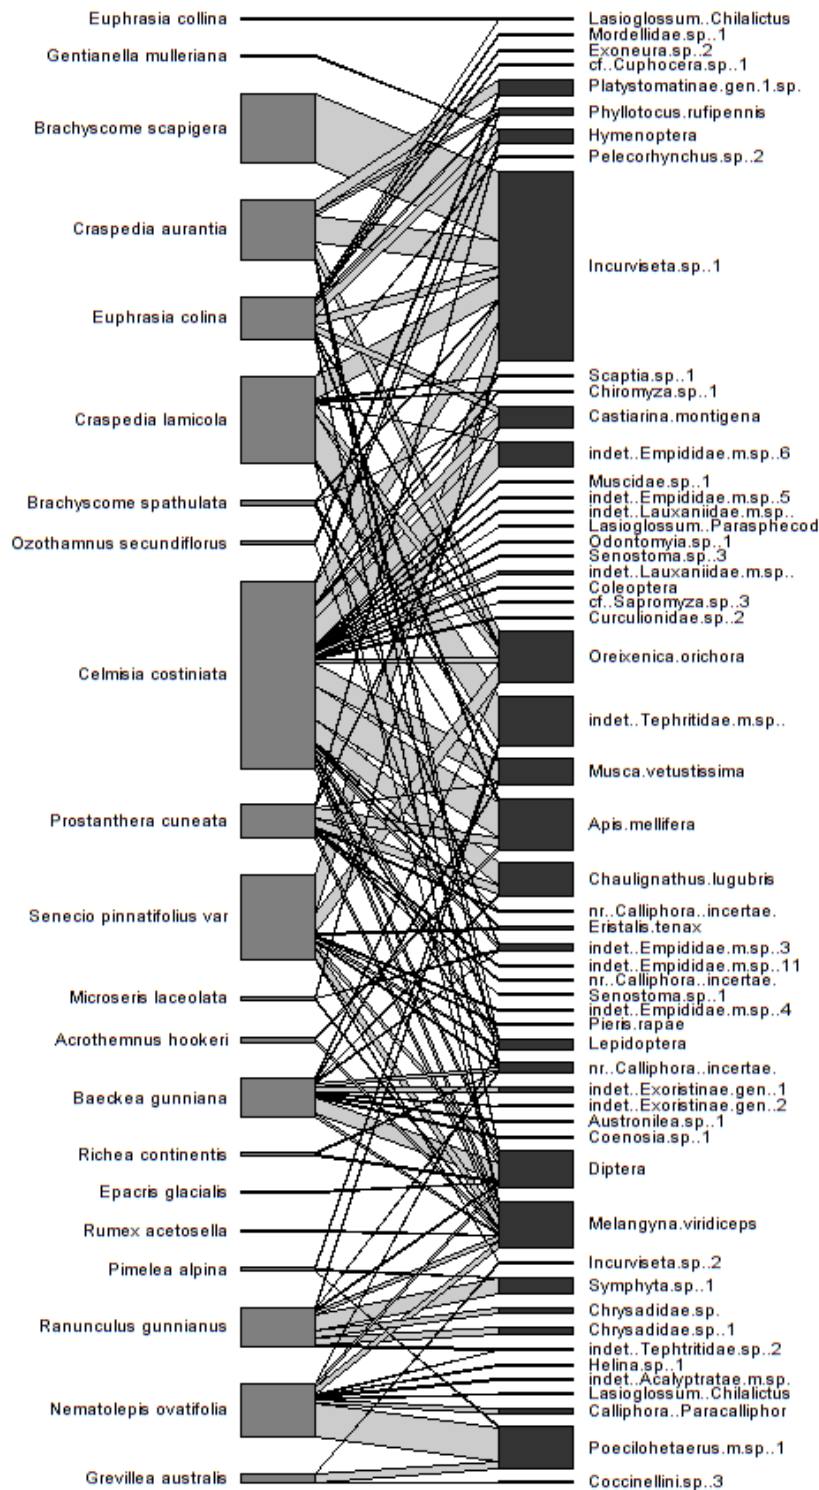 Euphrasia collina
Gentianella mulleriana
Brachyscome scapigera
Craspedia aurantia
Euphrasia colina
Craspedia lamicola
Brachyscome spathulata
Ozothamnus secundiflorus
Celmisia costiniata
Prostanthera cuneata
Senecio pinnatifolius var
Microseris laceolata
Acrothemnus hookeri
Baeckea gunniana
Richea continentis
Epacris glacialis
Rumex acetosella
Pimelea alpina
Ranunculus gunnianus
Nematolepis ovatifolia
Grevillea australis
Lasioglossum..Chilalictus
Mordellidae.sp..1
Exoneura.sp..2
cf..Cuphocera.sp..1
Platystomatinae.gen.1.sp.
Phyllotocus.rufipennis
Hymenoptera
Pelecorhynchus.sp..2
Incurviseta.sp..1
Scaptia.sp..1
Chiromyza.sp..1
Castiarina.montigena
indet..Empididae.m.sp..6
Muscidae.sp..1
indet..Empididae.m.sp..5
indet..Lauxaniidae.m.sp..
Lasioglossum..Parasphecod
Odontomyia.sp..1
Senostoma.sp..3
indet..Lauxaniidae.m.sp..
Coleoptera
cf..Sapromyza.sp..3
Curculionidae.sp..2
Oreixenica.orichora
indet..Tephritidae.m.sp..
Musca.vetustissima
Apis.mellifera
Chaulignathus.lugubris
nr..Calliphora..incertae.
Eristalis.tenax
indet..Empididae.m.sp..3
indet..Empididae.m.sp..11
nr..Calliphora..incertae.
Senostoma.sp..1
indet..Empididae.m.sp..4
Pieris.rapae
Lepidoptera
nr..Calliphora..incertae.
indet..Exoristinae.gen..1
indet..Exoristinae.gen..2
Austronilea.sp..1
Coenosia.sp..1
Diptera
Melangyna.viridiceps
Incurviseta.sp..2
Symphyta.sp..1
Chrysadidae.sp.
Chrysadidae.sp..1
indet..Tephtritidae.sp..2
Helina.sp..1
indet..Acalyptratae.m.sp.
Lasioglossum..Chilalictus
Calliphora..Paracalliphor
Poecilohetaerus.m.sp..1
Coccinellini.sp..3